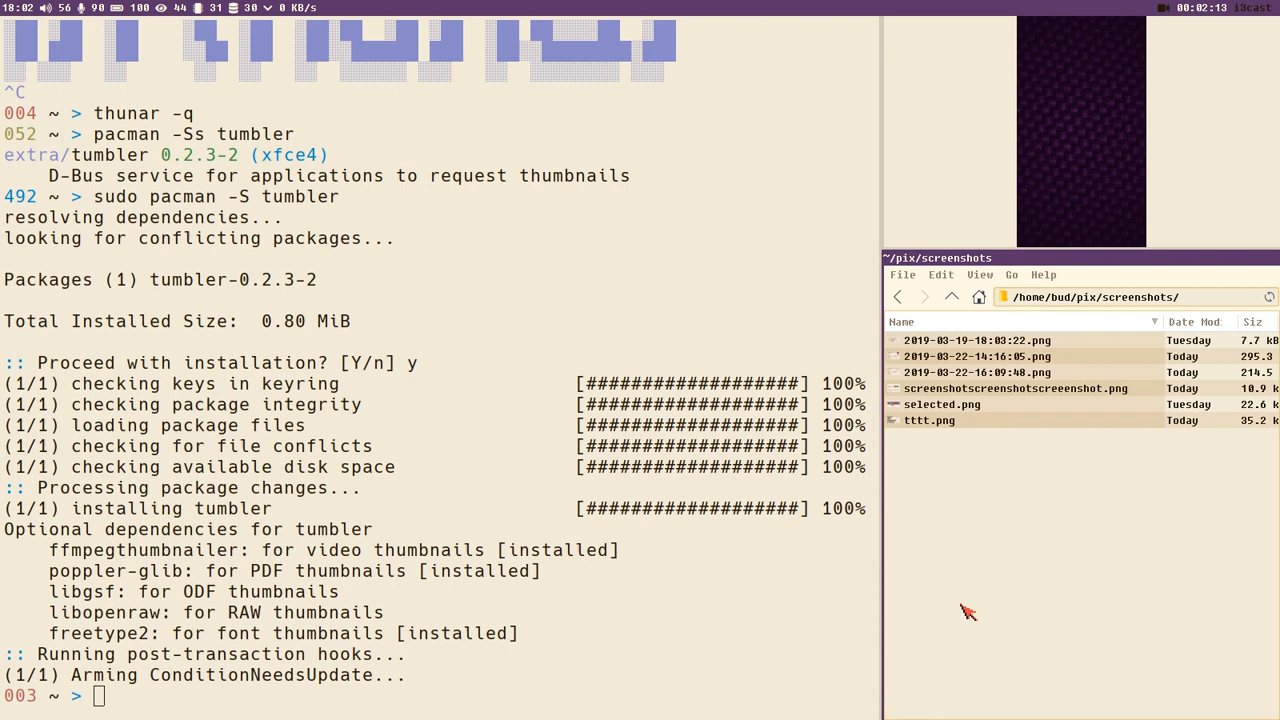 18:02 56 90 100 44 31 30 0 KB/s
00:02:13 i3cast
^C
004 ~ > thunar -q
052 ~ > pacman -Ss tumbler
extra/tumbler 0.2.3-2 (xfce4)
D-Bus service for applications to request thumbnails
492 ~ > sudo pacman -S tumbler
resolving dependencies...
looking for conflicting packages...
Packages (1) tumbler-0.2.3-2
Total Installed Size:  0.80 MiB
:: Proceed with installation? [Y/n] y
(1/1) checking keys in keyring [###################] 100%
(1/1) checking package integrity [###################] 100%
(1/1) loading package files [###################] 100%
(1/1) checking for file conflicts [###################] 100%
(1/1) checking available disk space [###################] 100%
:: Processing package changes...
(1/1) installing tumbler [###################] 100%
Optional dependencies for tumbler
ffmpegthumbnailer: for video thumbnails [installed]
poppler-glib: for PDF thumbnails [installed]
libgsf: for ODF thumbnails
libopenraw: for RAW thumbnails
freetype2: for font thumbnails [installed]
:: Running post-transaction hooks...
(1/1) Arming ConditionNeedsUpdate...
003 ~ >
~/pix/screenshots
File Edit View Go Help
/home/bud/pix/screenshots/
Name Date Mod Siz
2019-03-19-18:03:22.png Tuesday 7.7 kB
2019-03-22-14:16:05.png Today 295.3
2019-03-22-16:09:48.png Today 214.5
screenshotscreenshotscreeenshot.png Today 10.9 k
selected.png Tuesday 22.6 k
tttt.png Today 35.2 k